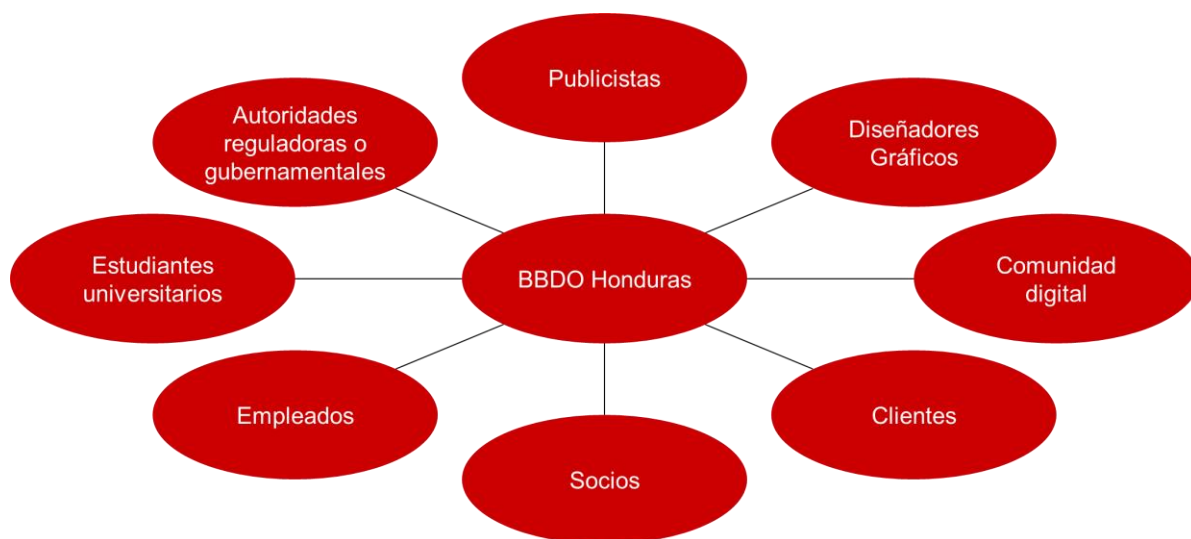 Publicistas
Autoridades
reguladoras o
gubernamentales
Diseñadores
Gráficos
Estudiantes
universitarios
BBDO Honduras
Comunidad
digital
Empleados
Clientes
Socios